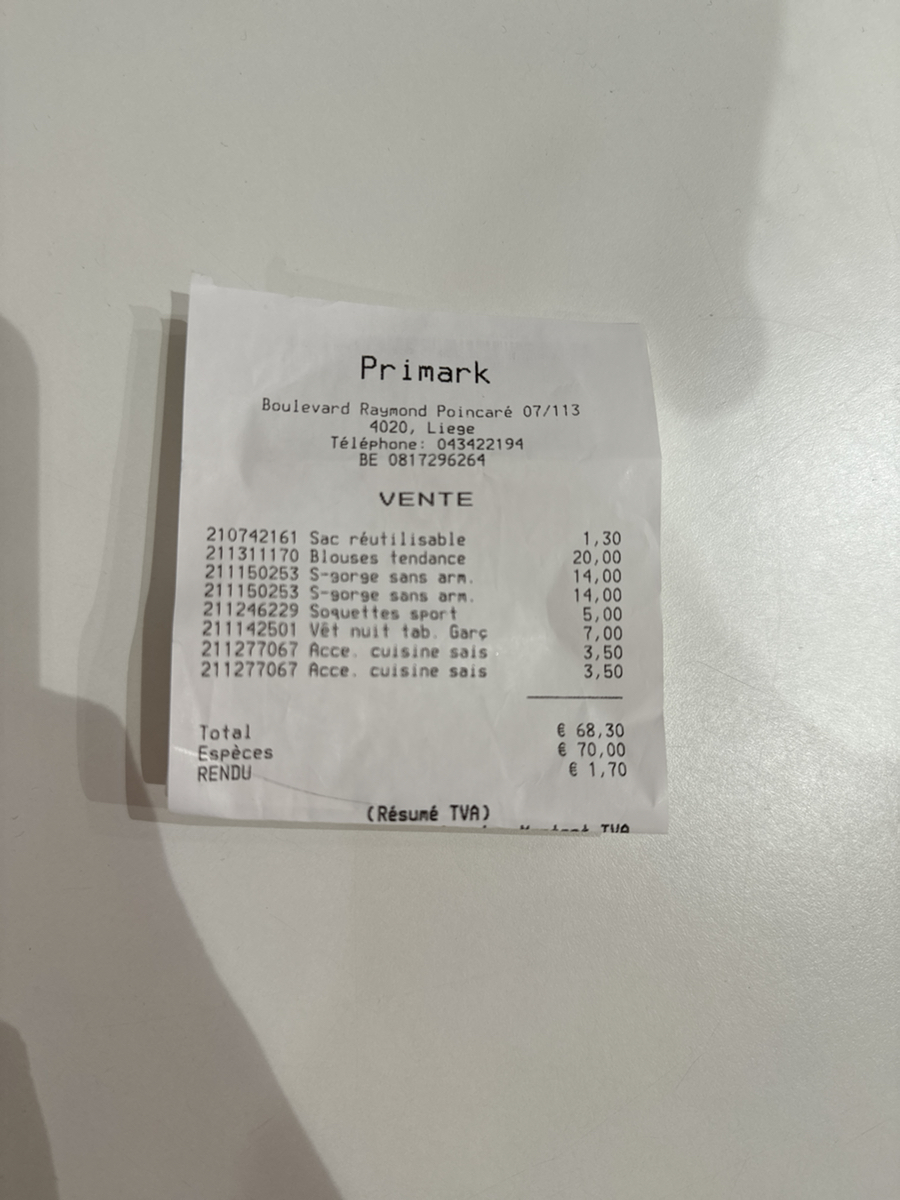 Primark
Boulevard Raymond Poincaré 07/113
4020, Liege
Téléphone: 043422194
BE 0817296264
VENTE
210742161 Sac réutilisable 1,30
211311170 Blouses tendance 20,00
211150253 S-gorge sans arm. 14,00
211150253 S-gorge sans arm. 14,00
211246229 Soquettes sport 5,00
211142501 Vêt nuit tab. Garç 7,00
211277067 Acce. cuisine sais 3,50
211277067 Acce. cuisine sais 3,50
Total € 68,30
Espèces € 70,00
RENDU € 1,70
(Résumé TVA)
TVA